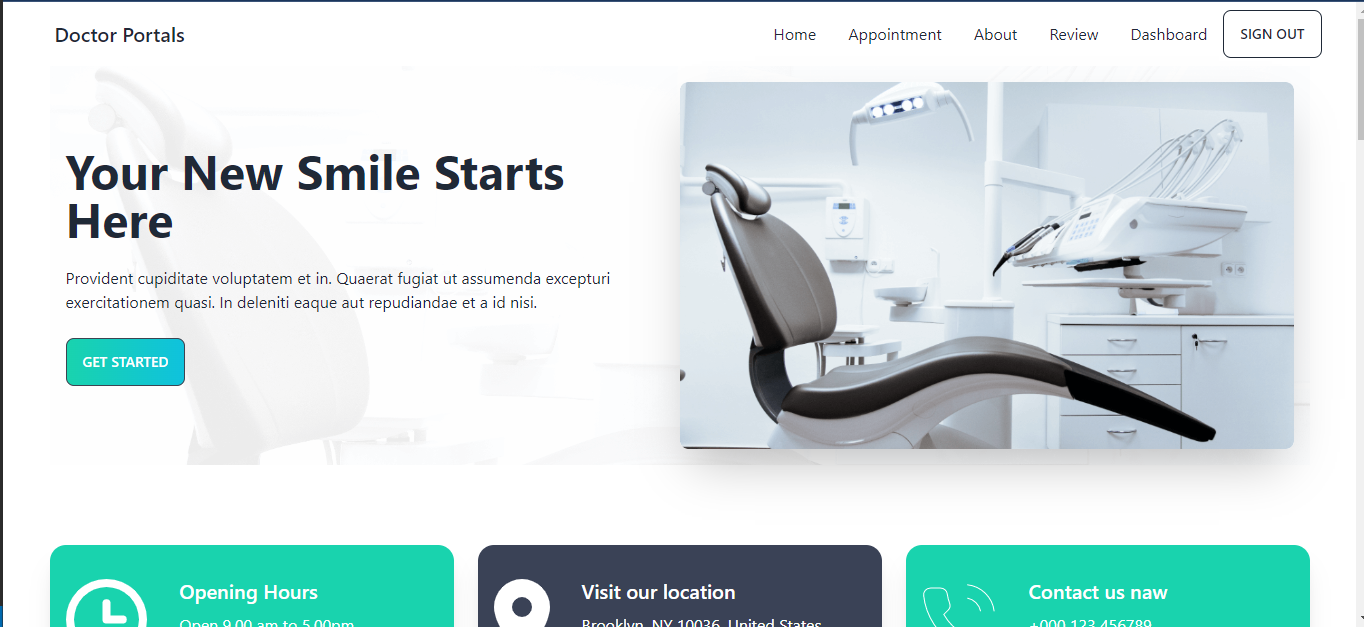 Doctor Portals
Home
Appointment
About
Review
Dashboard
SIGN OUT
Your New Smile Starts
Here
Provident cupiditate voluptatem et in. Quaerat fugiat ut assumenda excepturi
exercitationem quasi. In deleniti eaque aut repudiandae et a id nisi.
GET STARTED
Opening Hours
Open 9.00 am to 5.00pm
Visit our location
Brooklyn, NY 10036, United States
Contact us naw
+000 123 456789